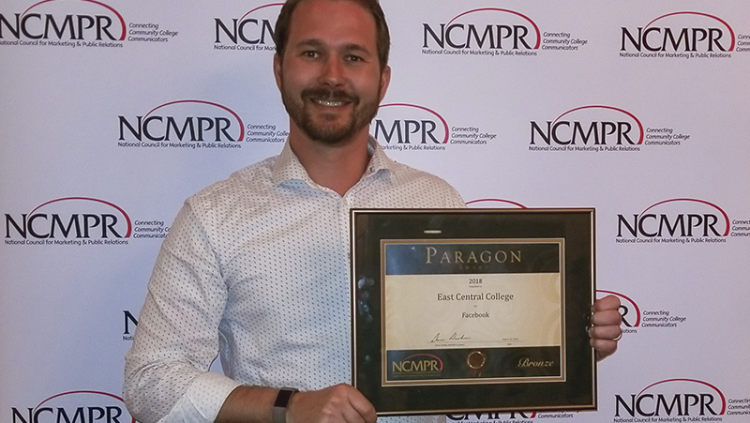 NCMPR
Connecting
Community College
Communicators
National Council for Marketing & Public Relations
PARAGON
AWARD
2018
East Central College
Facebook
NCMPR
Bronze